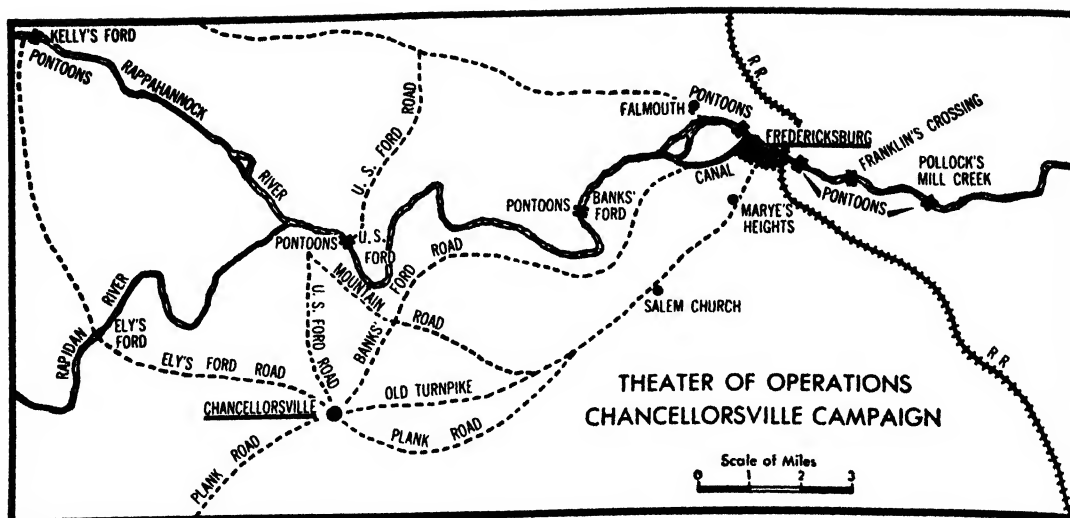 KELLY'S FORD
PONTOONS
RAPPAHANNOCK
RIVER
U. S. FORD ROAD
FALMOUTH
PONTOONS
R.R.
FREDERICKSBURG
FRANKLIN'S CROSSING
POLLOCK'S
MILL CREEK
PONTOONS
CANAL
MARYE'S
HEIGHTS
PONTOONS
BANKS'
FORD
PONTOONS
U.S.
FORD
RAPIDAN RIVER
ELY'S
FORD
ELY'S FORD ROAD
U.S. FORD ROAD
MOUNTAIN ROAD
BANKS' FORD ROAD
SALEM CHURCH
CHANCELLORSVILLE
OLD TURNPIKE
PLANK ROAD
PLANK ROAD
R.R.
THEATER OF OPERATIONS
CHANCELLORSVILLE CAMPAIGN
Scale of Miles
0 1 2 3